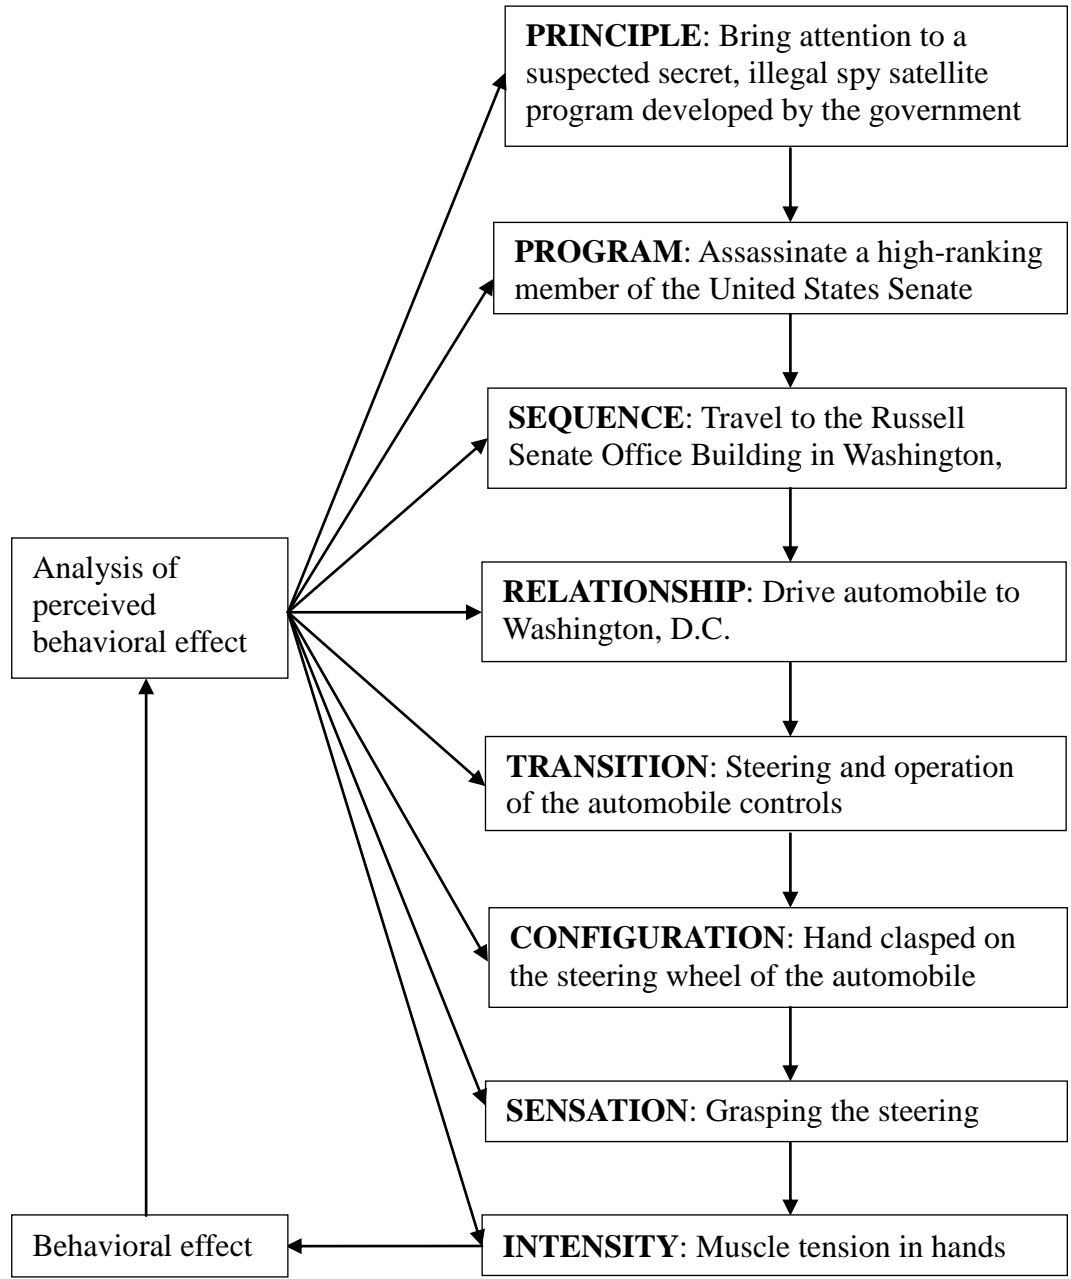 PRINCIPLE: Bring attention to a
suspected secret, illegal spy satellite
program developed by the government
PROGRAM: Assassinate a high-ranking
member of the United States Senate
SEQUENCE: Travel to the Russell
Senate Office Building in Washington,
Analysis of
perceived
behavioral effect
RELATIONSHIP: Drive automobile to
Washington, D.C.
TRANSITION: Steering and operation
of the automobile controls
CONFIGURATION: Hand clasped on
the steering wheel of the automobile
SENSATION: Grasping the steering
Behavioral effect
INTENSITY: Muscle tension in hands